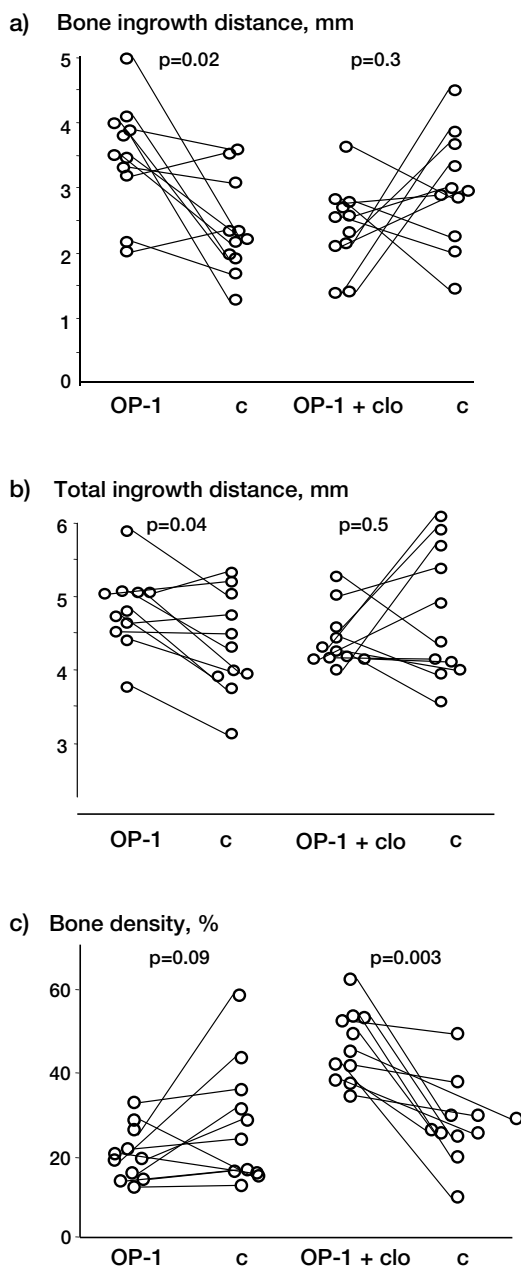 a) Bone ingrowth distance, mm
p=0.02 p=0.3
5
4
3
2
1
0
OP-1 c OP-1 + clo c
b) Total ingrowth distance, mm
p=0.04 p=0.5
6
5
4
3
OP-1 c OP-1 + clo c
c) Bone density, %
p=0.09 p=0.003
60
40
20
0
OP-1 c OP-1 + clo c